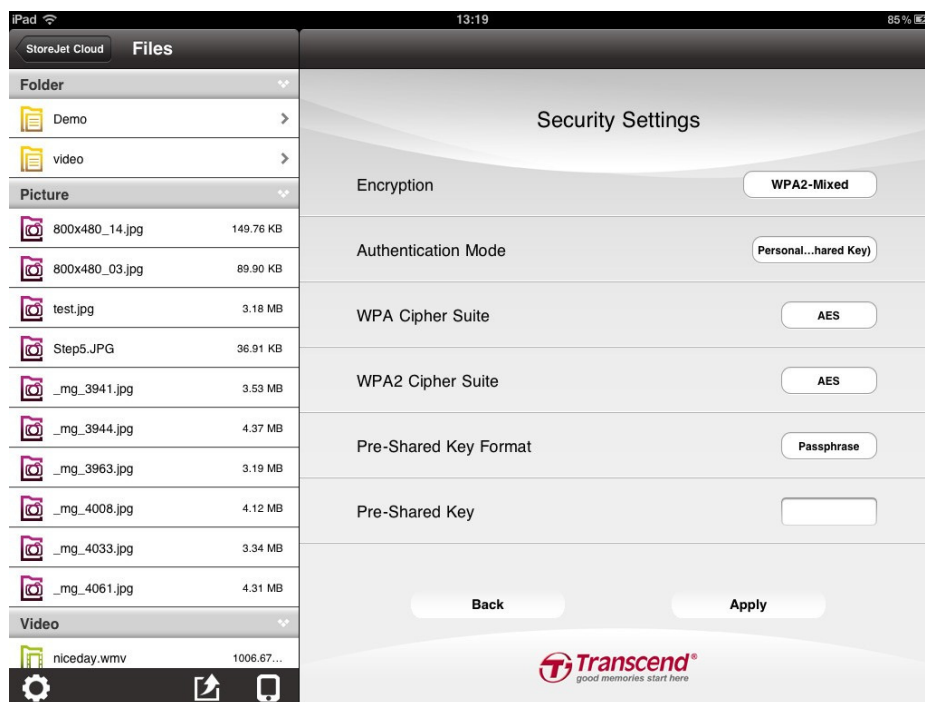 iPad 13:19 85%
StoreJet Cloud Files
Folder
Demo
video
Picture
800x480_14.jpg 149.76 KB
800x480_03.jpg 89.90 KB
test.jpg 3.18 MB
Step5.JPG 36.91 KB
_mg_3941.jpg 3.53 MB
_mg_3944.jpg 4.37 MB
_mg_3963.jpg 3.19 MB
_mg_4008.jpg 4.12 MB
_mg_4033.jpg 3.34 MB
_mg_4061.jpg 4.31 MB
Video
niceday.wmv 1006.67...
Security Settings
Encryption WPA2-Mixed
Authentication Mode Personal...hared Key)
WPA Cipher Suite AES
WPA2 Cipher Suite AES
Pre-Shared Key Format Passphrase
Pre-Shared Key
Back Apply
Transcend®
good memories start here